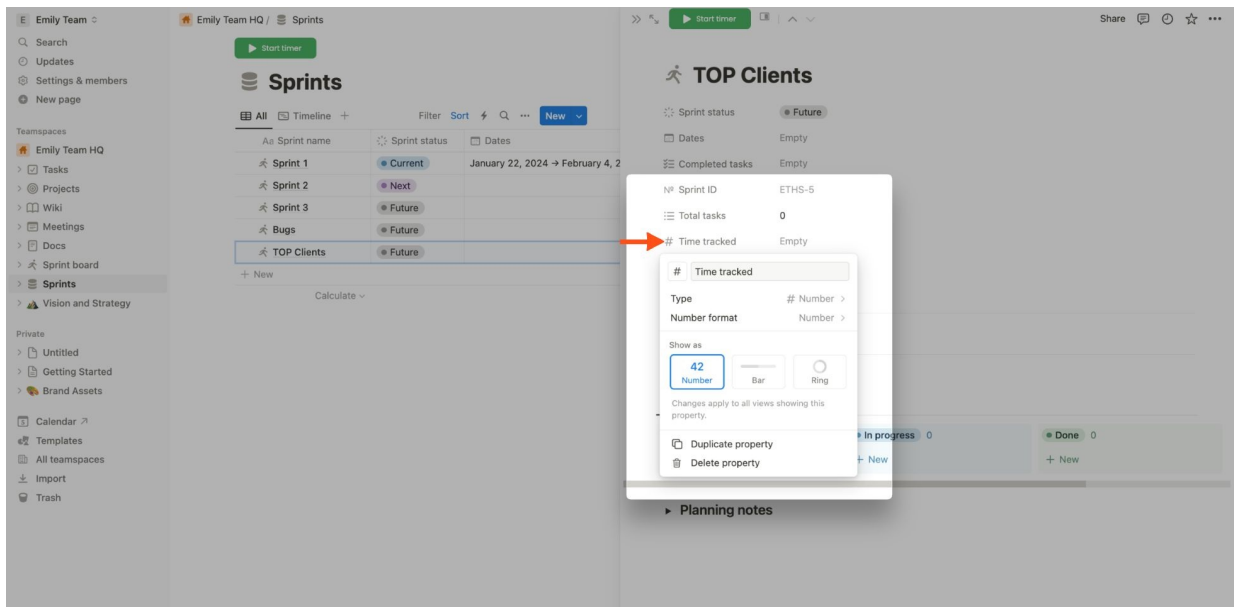 E Emily Team
Search
Updates
Settings & members
New page
Teamspaces
Emily Team HQ
Tasks
Projects
Wiki
Meetings
Docs
Sprint board
Sprints
Vision and Strategy
Private
Untitled
Getting Started
Brand Assets
Calendar ↗
Templates
All teamspaces
Import
Trash
Emily Team HQ / Sprints
Start timer
Sprints
All Timeline +
Filter Sort ... New
Aa Sprint name Sprint status Dates
Sprint 1 Current January 22, 2024 → February 4, 2
Sprint 2 Next
Sprint 3 Future
Bugs Future
TOP Clients Future
+ New
Calculate
Start timer
Share •••
TOP Clients
Sprint status Future
Dates Empty
Completed tasks Empty
Nº Sprint ID ETHS-5
Total tasks 0
# Time tracked Empty
# Time tracked
Type # Number >
Number format Number >
Show as
42
Number Bar Ring
Changes apply to all views showing this
property.
Duplicate property
Delete property
In progress 0 Done 0
+ New + New
Planning notes